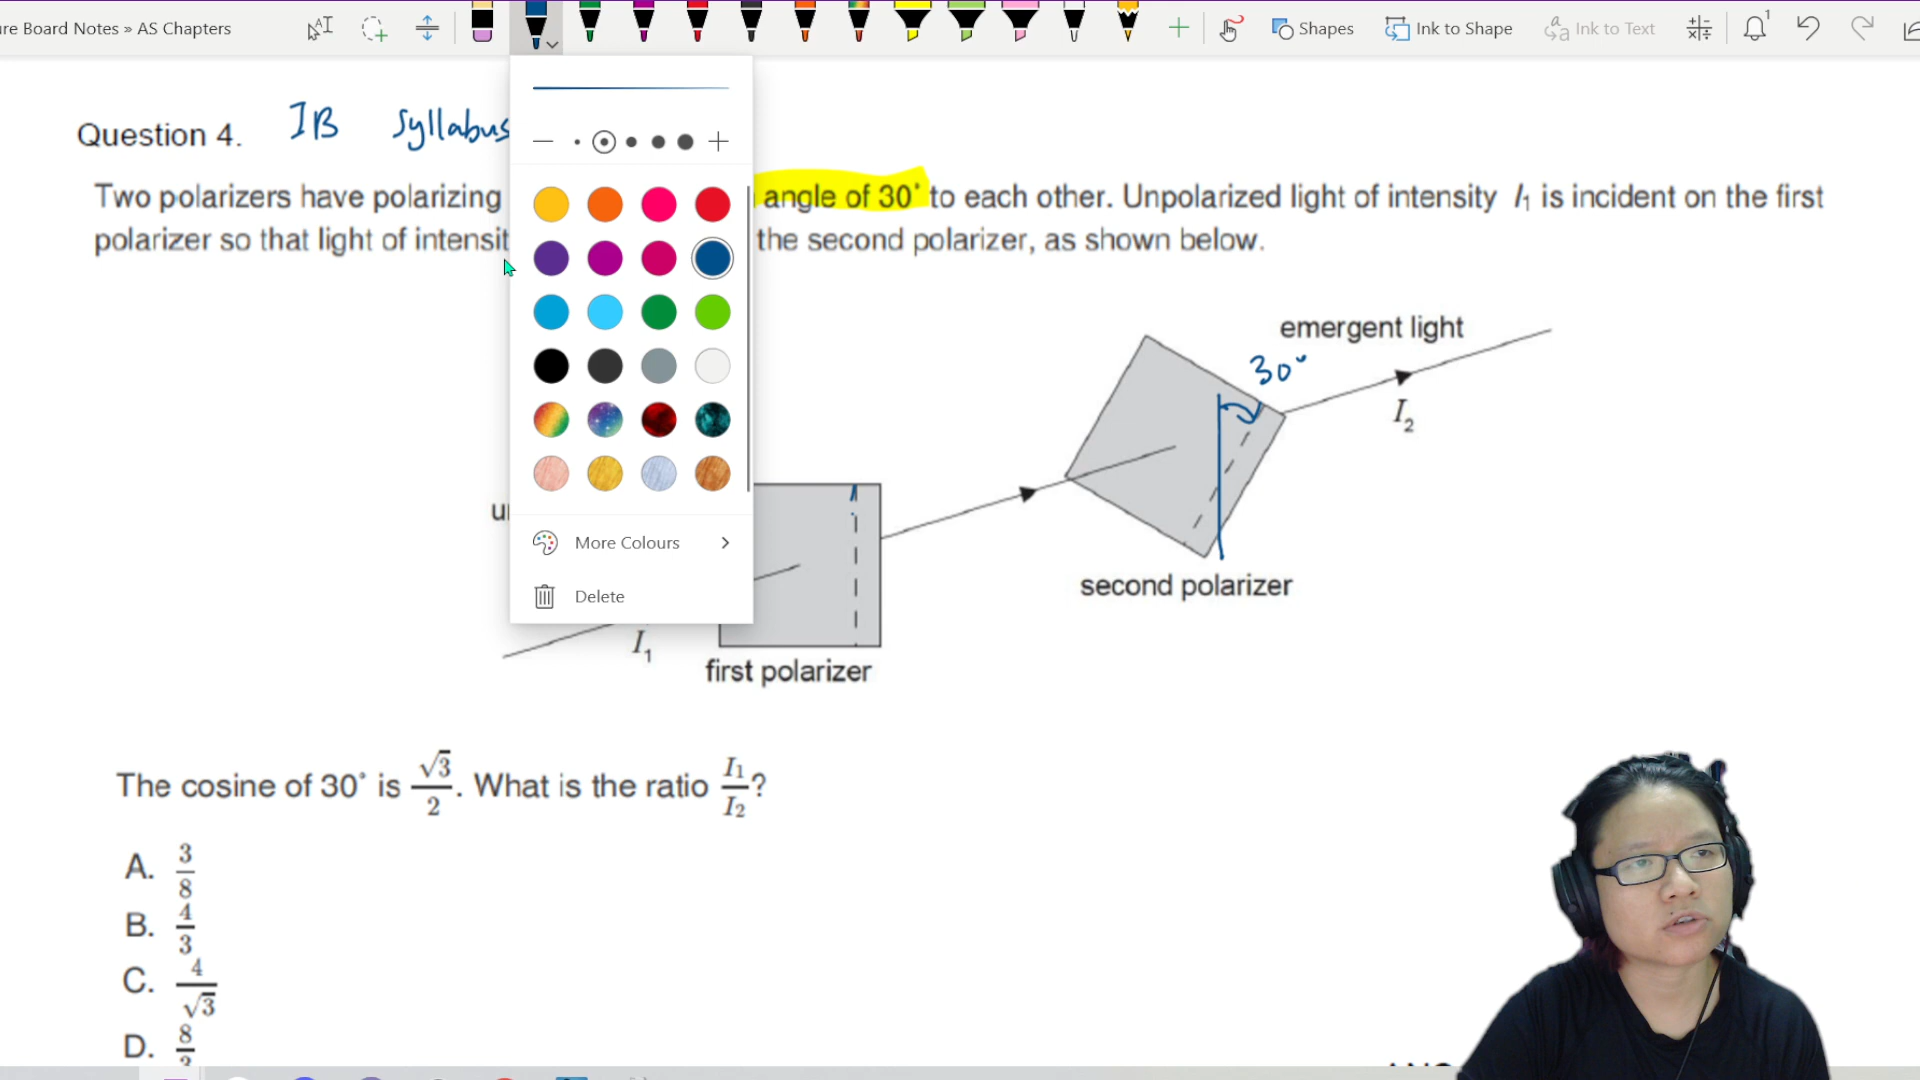 re Board Notes » AS Chapters
Shapes
Ink to Shape
Ink to Text
Question 4. IB Syllabus
Two polarizers have polarizing angle of 30° to each other. Unpolarized light of intensity I₁ is incident on the first
polarizer so that light of intensit the second polarizer, as shown below.
emergent light
30°
I₂
second polarizer
More Colours
Delete
I₁
first polarizer
The cosine of 30° is √3/2. What is the ratio I₁/I₂?
A. 3/8
B. 4/3
C. 4/√3
D. 8/3